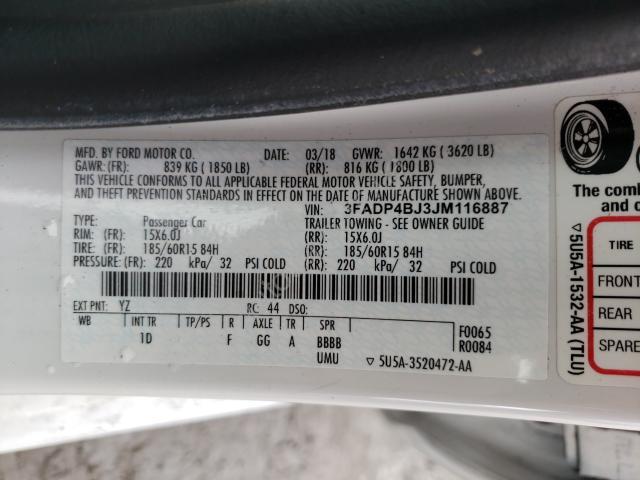 MFD. BY FORD MOTOR CO. DATE: 03/18 GVWR: 1642 KG ( 3620 LB)
GAWR: (FR): 839 KG ( 1850 LB) (RR): 816 KG ( 1800 LB)
THIS VEHICLE CONFORMS TO ALL APPLICABLE FEDERAL MOTOR VEHICLE SAFETY, BUMPER,
AND THEFT PREVENTION STANDARDS IN EFFECT ON THE DATE OF MANUFACTURE SHOWN ABOVE.
VIN: 3FADP4BJ3JM116887
TYPE: Passenger Car TRAILER TOWING - SEE OWNER GUIDE
RIM: (FR): 15X6.0J (RR): 15X6.0J
TIRE: (FR): 185/60R15 84H (RR): 185/60R15 84H
PRESSURE: (FR): 220 kPa/ 32 PSI COLD (RR): 220 kPa/ 32 PSI COLD
EXT PNT: YZ RC: 44 DSO:
WB INT TR TP/PS R AXLE TR SPR F0065
1D F GG A BBBB R0084
UMU ▽ 5U5A-3520472-AA
▽ 5U5A-1532-AA (TLU)
The comb
and
TIRE
FRONT
REAR
SPARE